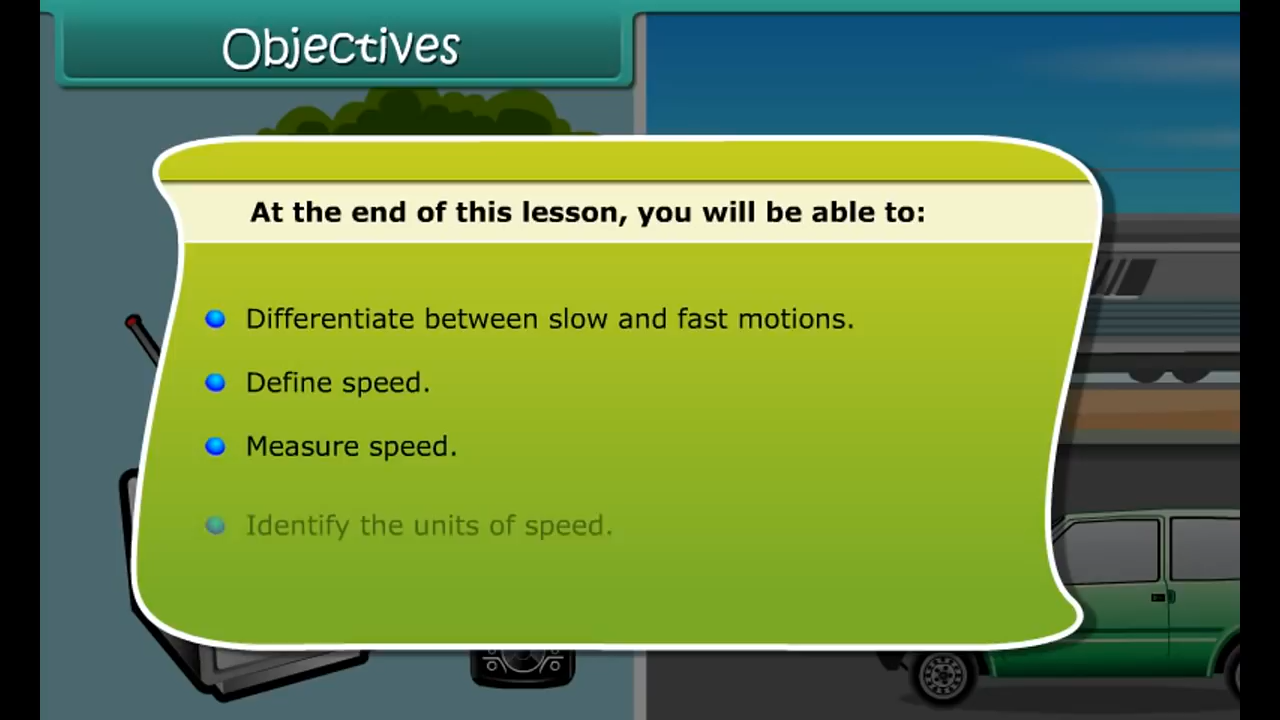 Objectives
At the end of this lesson, you will be able to:
Differentiate between slow and fast motions.
Define speed.
Measure speed.
Identify the units of speed.